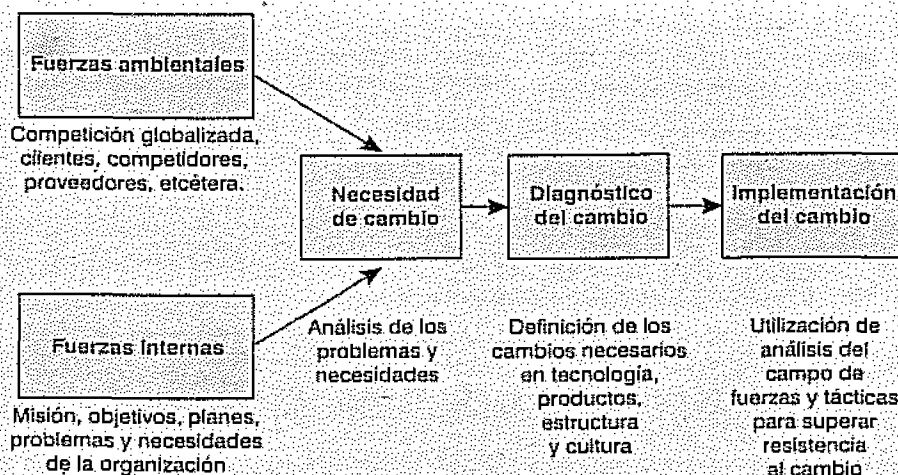 Fuerzas ambientales
Competición globalizada,
clientes, competidores,
proveedores, etcétera.
Necesidad
de cambio
Diagnóstico
del cambio
Implementación
del cambio
Fuerzas internas
Misión, objetivos, planes,
problemas y necesidades
de la organización
Análisis de los
problemas y
necesidades
Definición de los
cambios necesarios
en tecnología,
productos,
estructura
y cultura
Utilización de
análisis del
campo de
fuerzas y tácticas
para superar
resistencia
al cambio